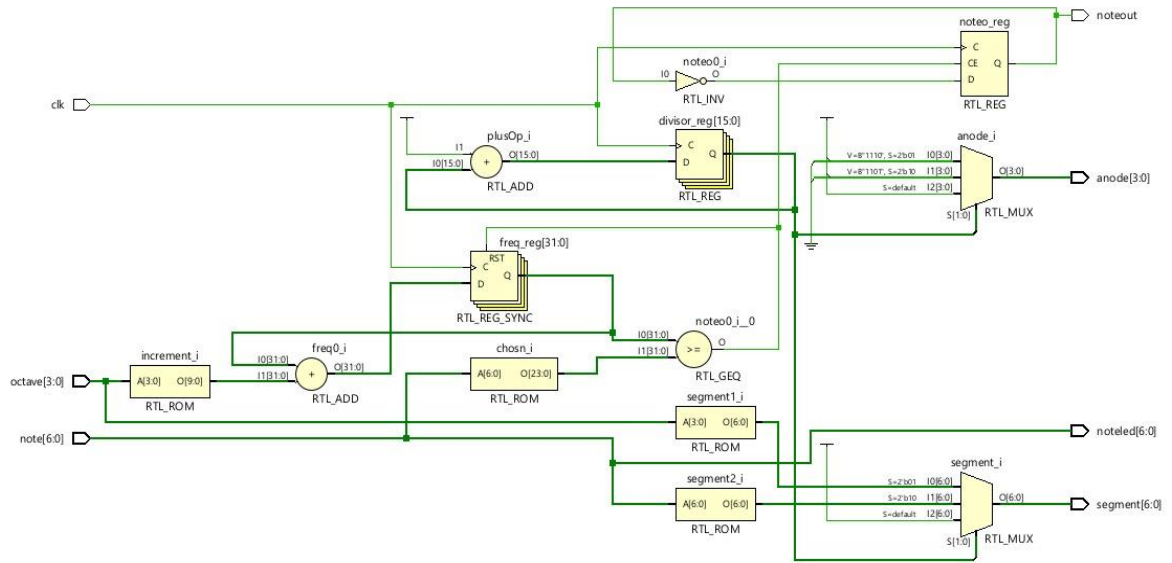 noteout
noteo_reg
C
CE Q
D
RTL_REG
noteo0_i
I0 O
RTL_INV
clk
plusOp_i
I1
I0[15:0] + O[15:0]
RTL_ADD
divisor_reg[15:0]
C
D Q
RTL_REG
anode_i
V=B"1110", S=2'b01 I0[3:0]
V=B"1101", S=2'b10 I1[3:0] O[3:0]
S=default I2[3:0]
S[1:0] RTL_MUX
anode[3:0]
freq_reg[31:0]
RST
C Q
D
RTL_REG_SYNC
noteo0_i__0
I0[31:0] O
I1[31:0] >=
RTL_GEQ
increment_i
A[3:0] O[9:0]
RTL_ROM
freq0_i
I0[31:0] O[31:0]
I1[31:0] +
RTL_ADD
chosn_i
A[6:0] O[23:0]
RTL_ROM
octave[3:0]
note[6:0]
segment1_i
A[3:0] O[6:0]
RTL_ROM
noteled[6:0]
segment2_i
A[6:0] O[6:0]
RTL_ROM
segment_i
S=2'b01 I0[6:0]
S=2'b10 I1[6:0] O[6:0]
S=default I2[6:0]
S[1:0] RTL_MUX
segment[6:0]